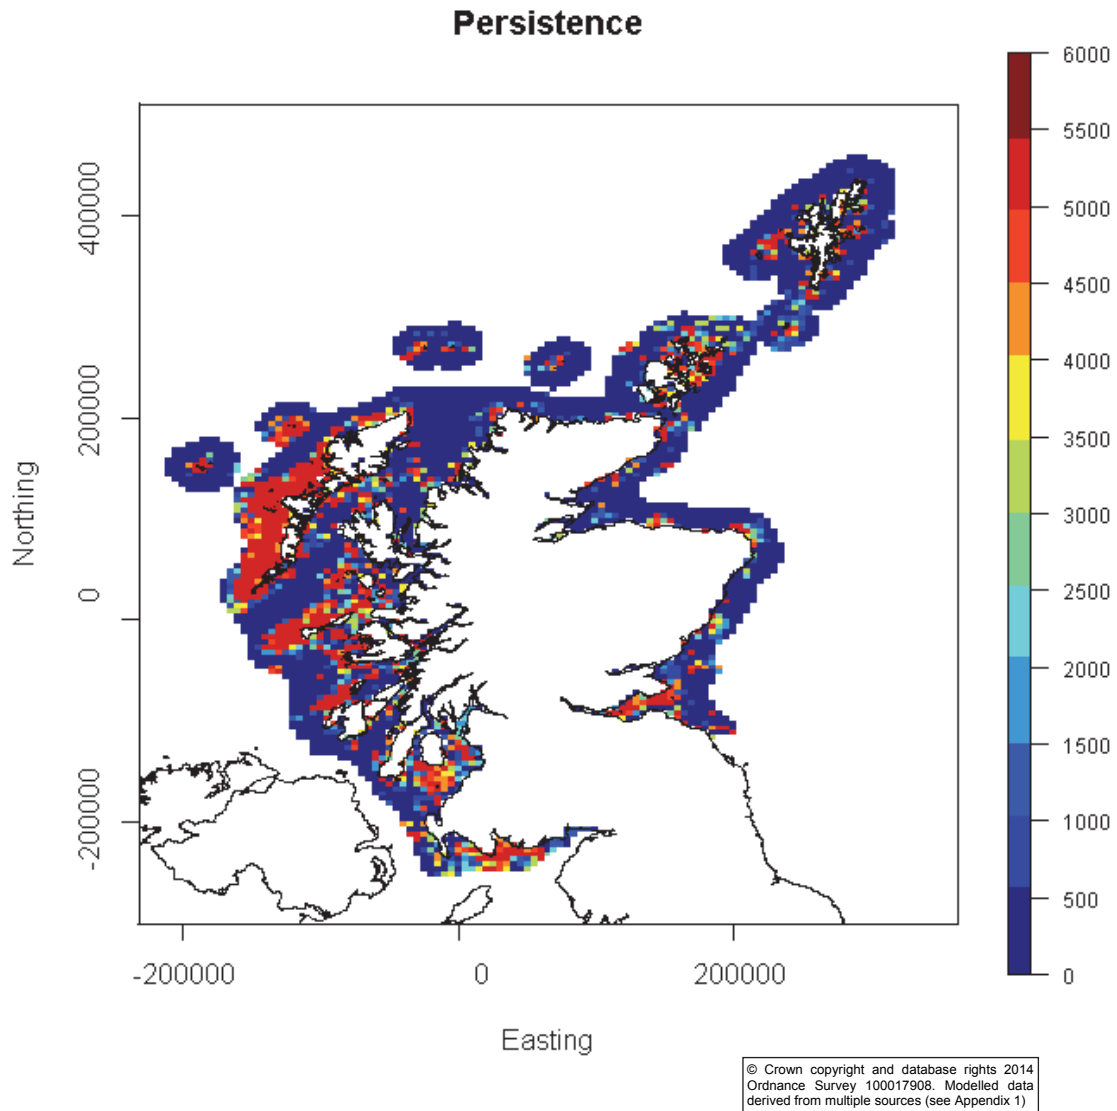 Persistence
6000
5500
5000
4500
4000
3500
3000
2500
2000
1500
1000
500
0
Northing
400000
200000
0
-200000
-200000 0 200000
Easting
© Crown copyright and database rights 2014
Ordnance Survey 100017908. Modelled data
derived from multiple sources (see Appendix 1)